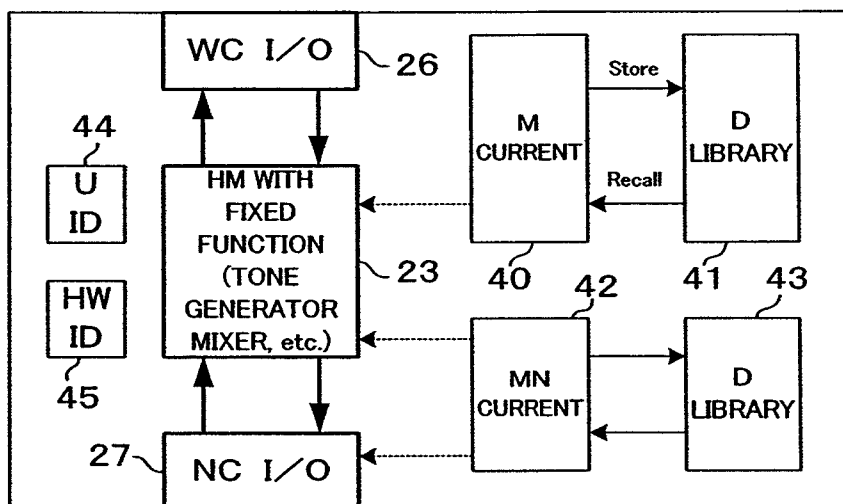 WC I/O
26
44
U
ID
HW
ID
45
HM WITH
FIXED
FUNCTION
(TONE
GENERATOR
MIXER, etc.)
23
27
NC I/O
M
CURRENT
40
Store
Recall
D
LIBRARY
41
42
MN
CURRENT
43
D
LIBRARY